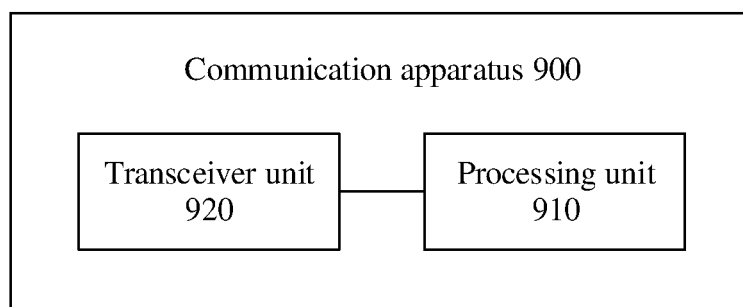 Communication apparatus 900
Transceiver unit
920
Processing unit
910